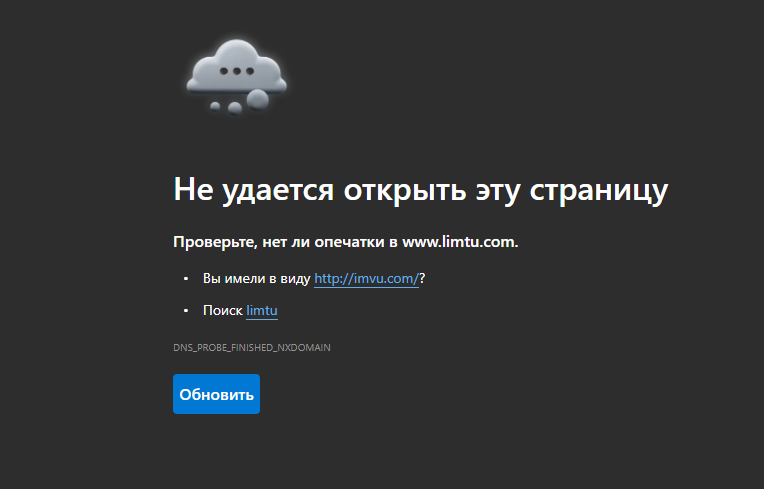 Не удается открыть эту страницу
Проверьте, нет ли опечатки в www.limtu.com.
• Вы имели в виду http://imvu.com/?
• Поиск limtu
DNS_PROBE_FINISHED_NXDOMAIN
Обновить